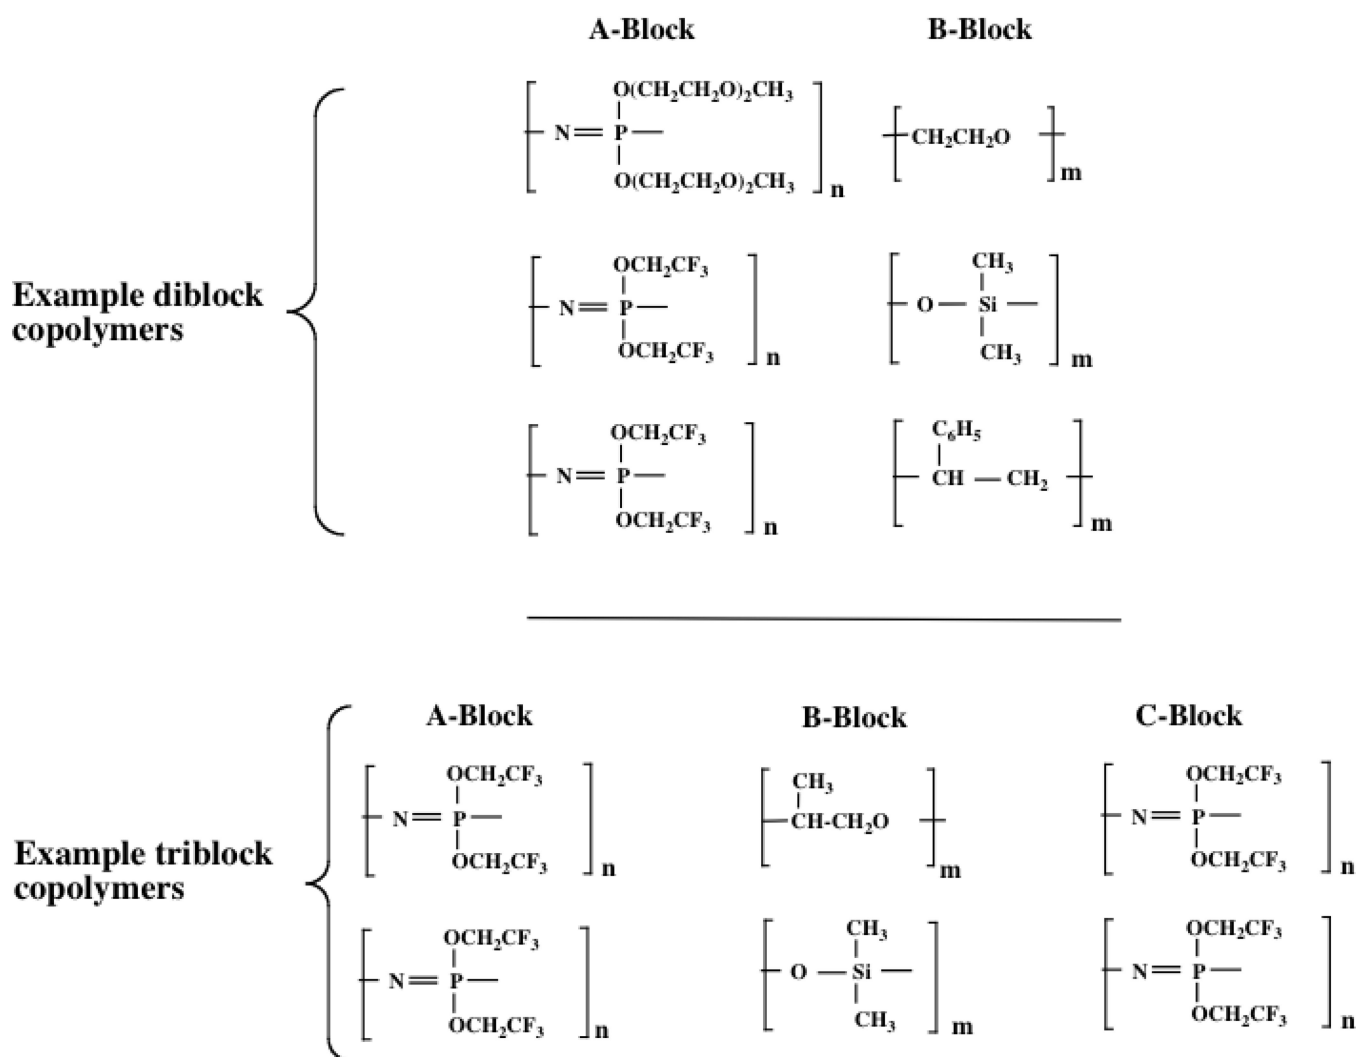 A-Block B-Block
O(CH₂CH₂O)₂CH₃
N=P CH₂CH₂O
O(CH₂CH₂O)₂CH₃ n m
Example diblock
copolymers
OCH₂CF₃ CH₃
N=P O—Si
OCH₂CF₃ n CH₃ m
OCH₂CF₃ C₆H₅
N=P CH—CH₂
OCH₂CF₃ n m
A-Block B-Block C-Block
Example triblock
copolymers
OCH₂CF₃ CH₃ OCH₂CF₃
N=P CH-CH₂O N=P
OCH₂CF₃ n m OCH₂CF₃ n
OCH₂CF₃ CH₃ OCH₂CF₃
N=P O—Si N=P
OCH₂CF₃ n CH₃ m OCH₂CF₃ n